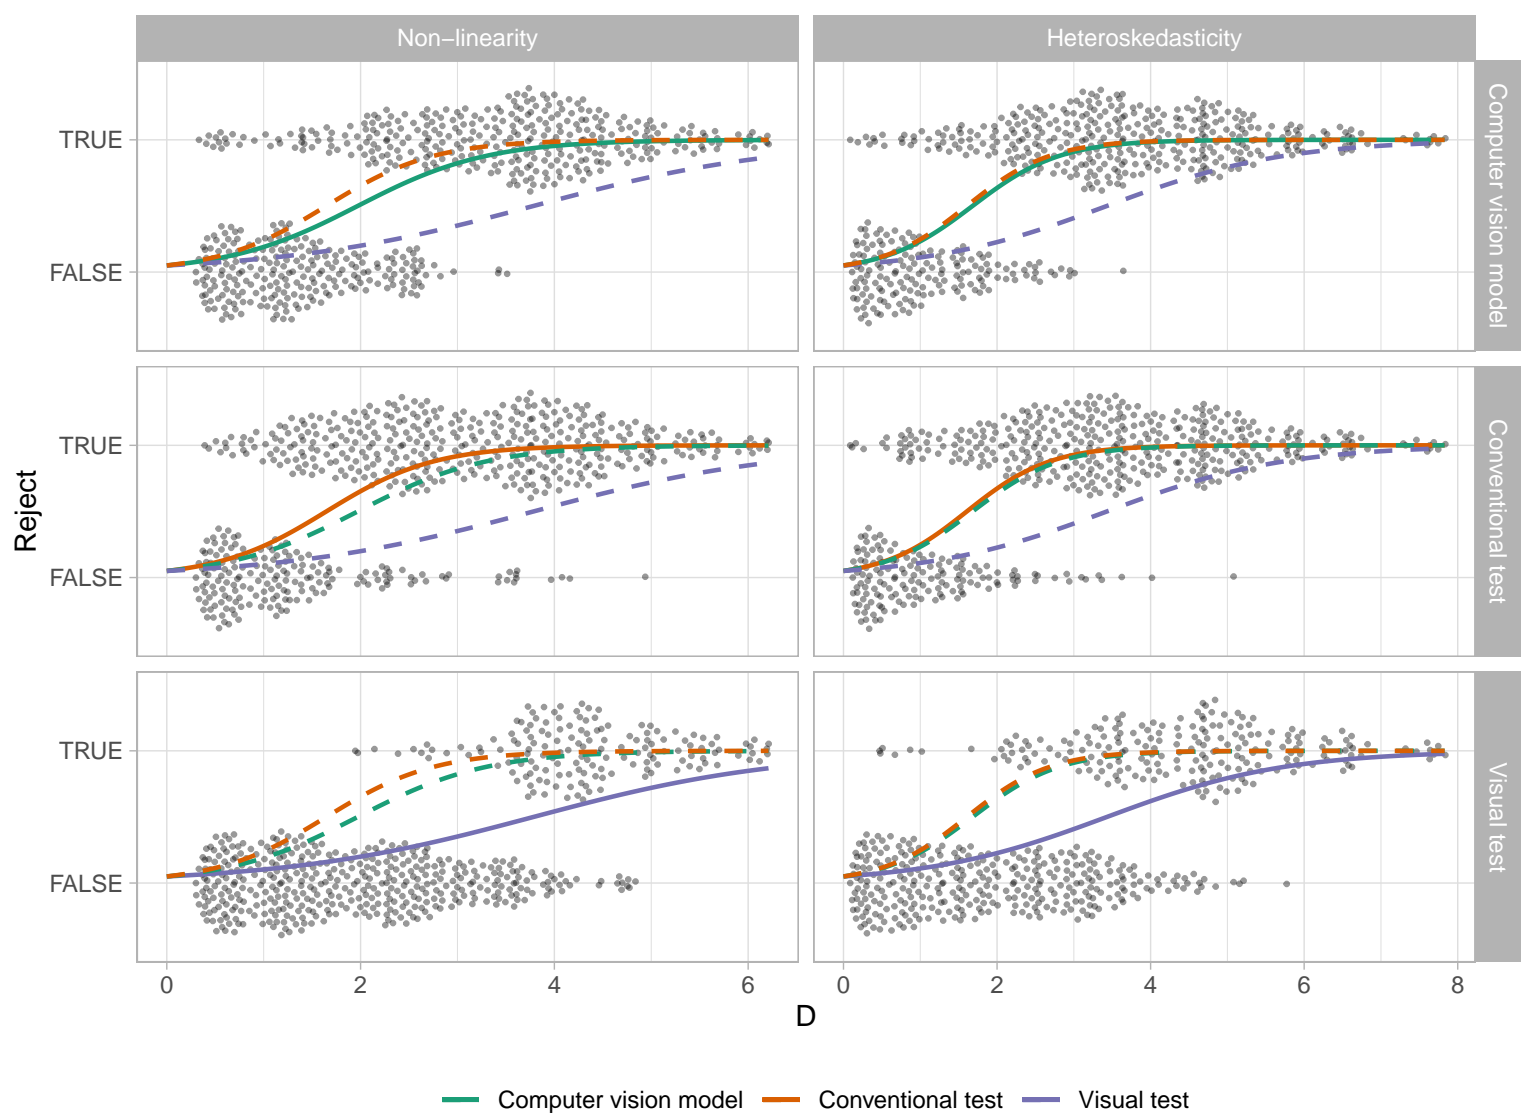 Non−linearity
Heteroskedasticity
TRUE
FALSE
Computer vision model
TRUE
FALSE
Conventional test
TRUE
FALSE
Visual test
Reject
0 2 4 6
0 2 4 6 8
D
Computer vision model Conventional test Visual test